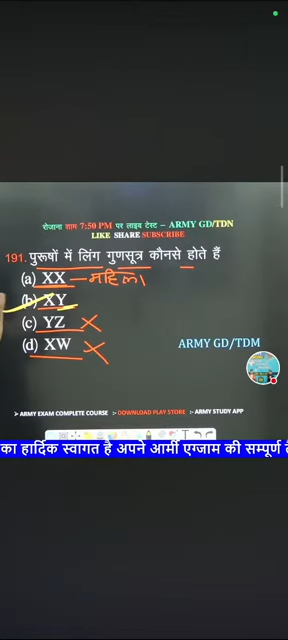 रोजाना शाम 7:50 PM पर लाइव टेस्ट – ARMY GD/TDN
LIKE SHARE SUBSCRIBE
191. पुरूषों में लिंग गुणसूत्र कौनसे होते हैं
(a) XX – महिला
(b) XY
(c) YZ
(d) XW
ARMY GD/TDM
> ARMY EXAM COMPLETE COURSE > DOWNLOAD PLAY STORE > ARMY STUDY APP
का हार्दिक स्वागत है अपने आर्मी एग्जाम की सम्पूर्ण